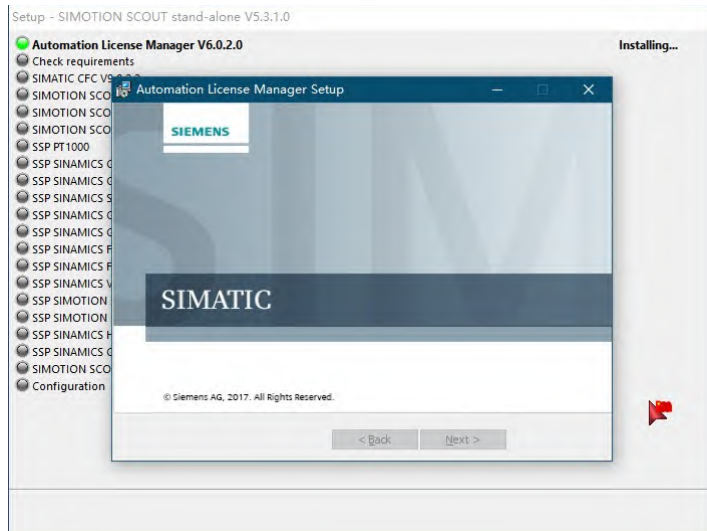 Setup - SIMOTION SCOUT stand-alone V5.3.1.0
Automation License Manager V6.0.2.0 Installing...
Check requirements
SIMATIC CFC
SIMOTION SCO
SIMOTION SCO
SIMOTION SCO
SSP PT1000
SSP SINAMICS
SSP SINAMICS
SSP SINAMICS S
SSP SINAMICS
SSP SINAMICS
SSP SINAMICS F
SSP SINAMICS F
SSP SINAMICS V
SSP SIMOTION
SSP SIMOTION
SSP SINAMICS H
SSP SINAMICS
SIMOTION SCO
Configuration
Automation License Manager Setup
SIEMENS
SIMATIC
© Siemens AG, 2017. All Rights Reserved.
< Back Next >